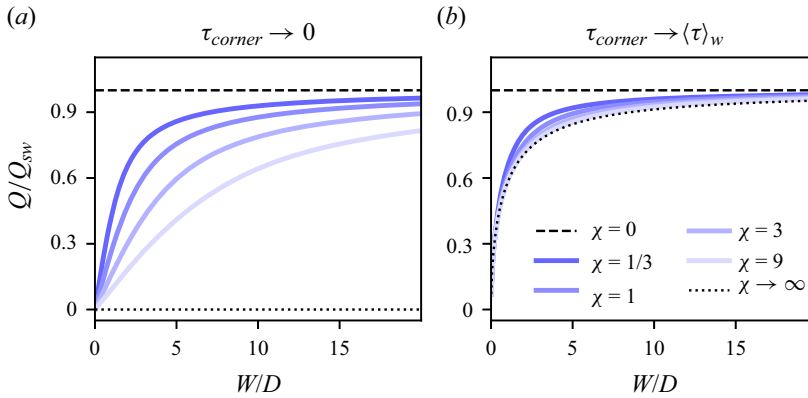 (a)
τcorner → 0
(b)
τcorner → ⟨τ⟩w
Q/Qsw
0.9
0.6
0.3
0
0 5 10 15
W/D
0.9
0.6
0.3
0
0 5 10 15
W/D
χ = 0
χ = 1/3
χ = 1
χ = 3
χ = 9
χ → ∞